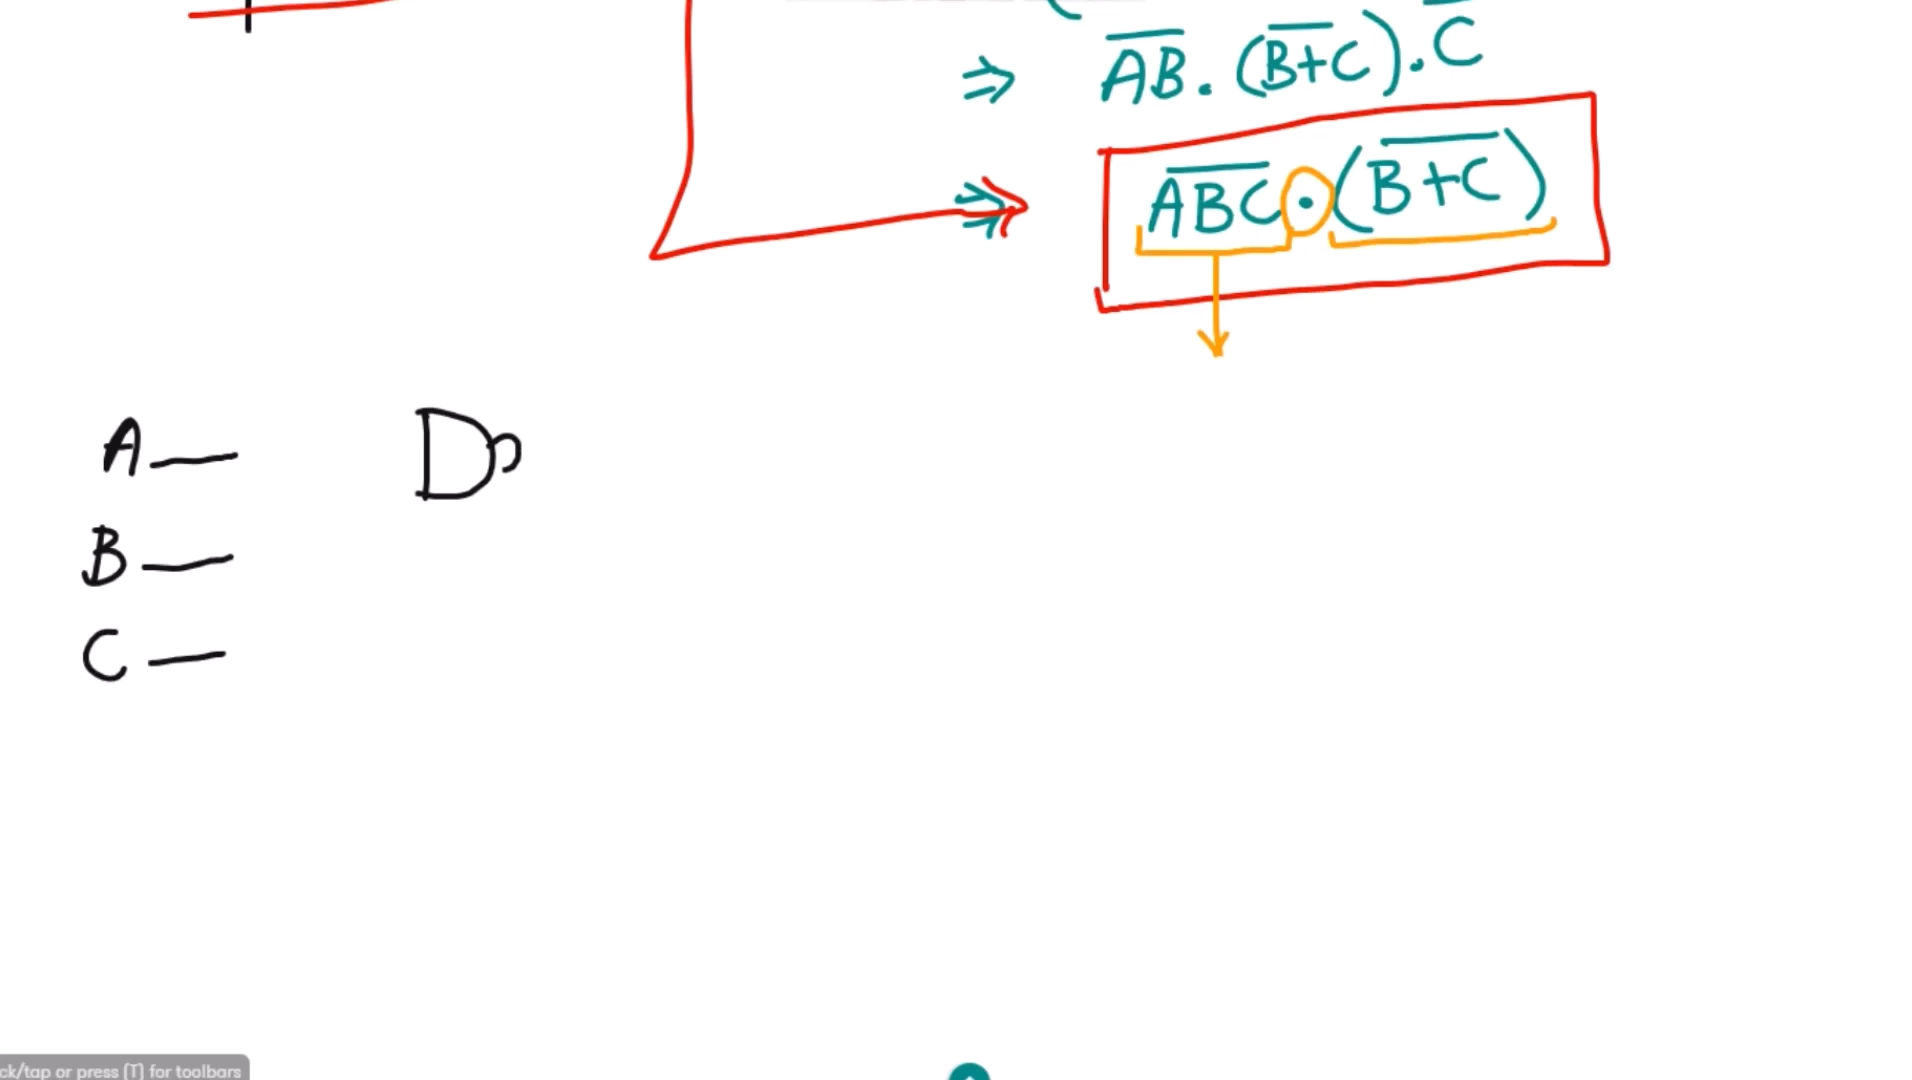 ⇒ A̅B̅ . (B̅+̅C) . C̅
⇒ A̅B̅C̅ . (B̅+̅C̅)
A
B
C
ck/tap or press [T] for toolbars